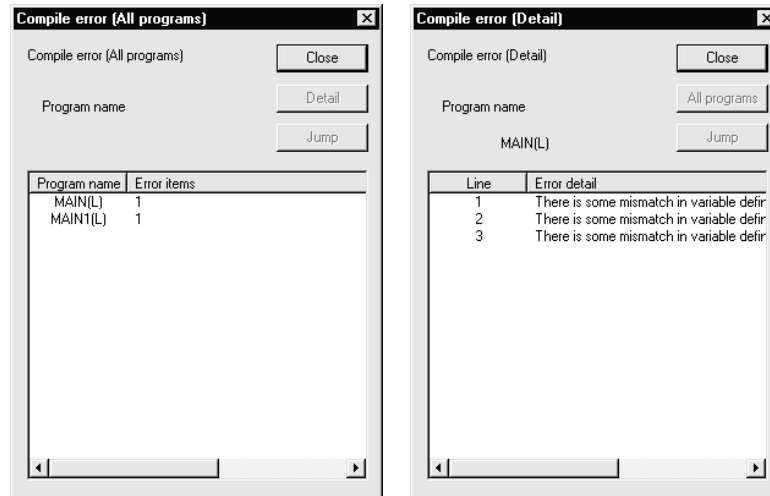 Compile error (All programs)
Compile error (All programs)
Close
Program name
Detail
Jump
Program name Error items
MAIN(L) 1
MAIN1(L) 1
Compile error (Detail)
Compile error (Detail)
Close
Program name
All programs
MAIN(L)
Jump
Line Error detail
1 There is some mismatch in variable defin
2 There is some mismatch in variable defin
3 There is some mismatch in variable defin